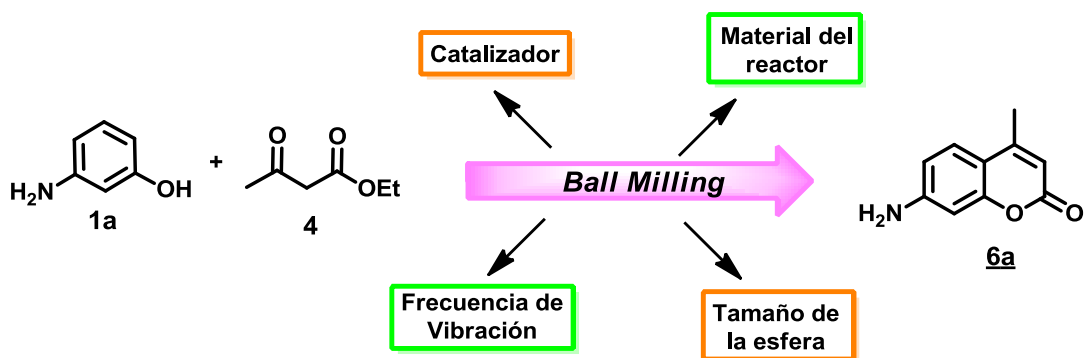 Catalizador
Material del
reactor
O
O
OEt
4
+
H₂N
OH
1a
Ball Milling
H₂N
O
O
6a
Frecuencia de
Vibración
Tamaño de
la esfera